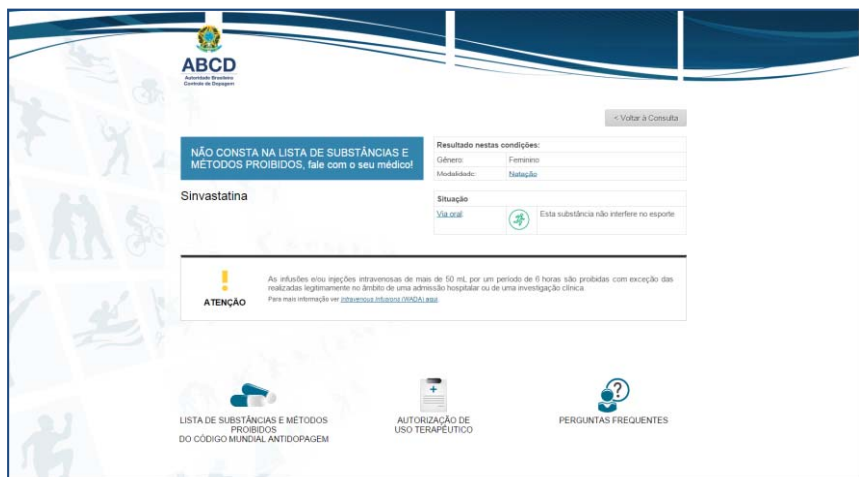 ABCD
Autoridade Brasileira
Controle de Dopagem
< Voltar à Consulta
NÃO CONSTA NA LISTA DE SUBSTÂNCIAS E
MÉTODOS PROIBIDOS, fale com o seu médico!
Resultado nestas condições:
Gênero: Feminino
Modalidade: Natação
Sinvastatina
Situação
Via oral Esta substância não interfere no esporte
ATENÇÃO
As infusões e/ou injeções intravenosas de mais de 50 mL por um período de 6 horas são proibidas com exceção das
realizadas legitimamente no âmbito de uma admissão hospitalar ou de uma investigação clínica.
Para mais informação ver Intravenous Infusions (WADA) aqui.
LISTA DE SUBSTÂNCIAS E MÉTODOS
PROIBIDOS
DO CÓDIGO MUNDIAL ANTIDOPAGEM
AUTORIZAÇÃO DE
USO TERAPÊUTICO
PERGUNTAS FREQUENTES